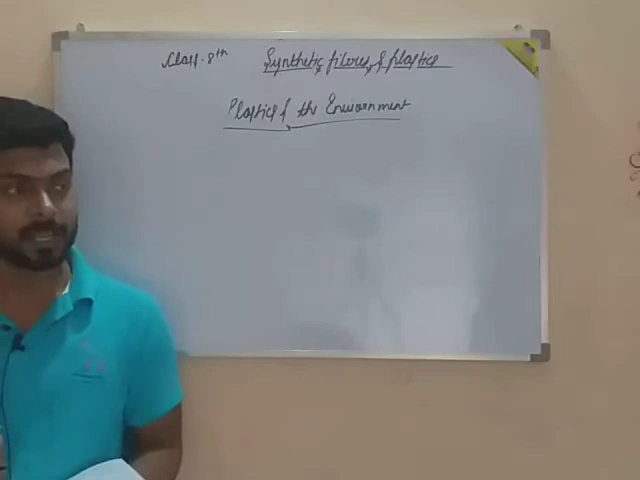 Class-8th Synthetic fibres & plastics
Plastics & the Environment